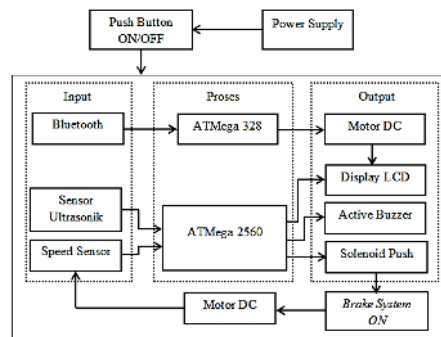 Push Button
ON/OFF
Power Supply
Input
Proses
Output
Bluetooth
ATMega 328
Motor DC
Display LCD
Sensor
Ultrasonik
ATMega 2560
Active Buzzer
Speed Sensor
Solenoid Push
Motor DC
Brake System
ON